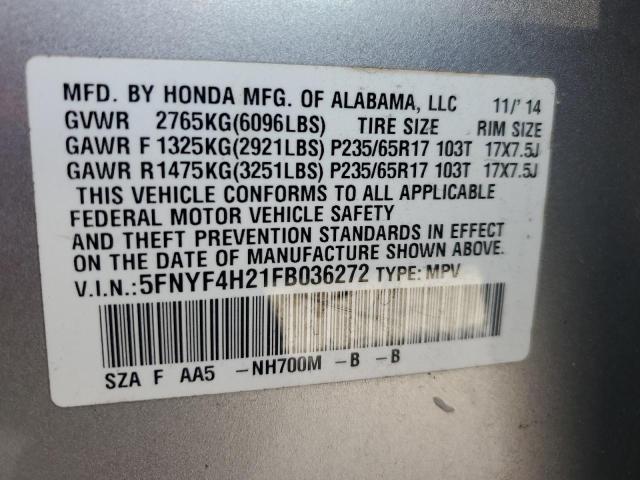 MFD. BY HONDA MFG. OF ALABAMA, LLC 11/'14
GVWR 2765KG(6096LBS) TIRE SIZE RIM SIZE
GAWR F 1325KG(2921LBS) P235/65R17 103T 17X7.5J
GAWR R1475KG(3251LBS) P235/65R17 103T 17X7.5J
THIS VEHICLE CONFORMS TO ALL APPLICABLE
FEDERAL MOTOR VEHICLE SAFETY
AND THEFT PREVENTION STANDARDS IN EFFECT
ON THE DATE OF MANUFACTURE SHOWN ABOVE.
V.I.N.:5FNYF4H21FB036272 TYPE: MPV
SZA F AA5 -NH700M -B -B